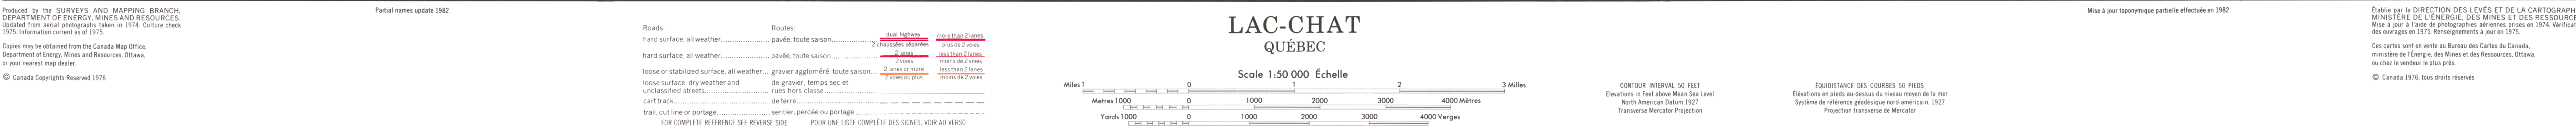 Produced by the SURVEYS AND MAPPING BRANCH,
DEPARTMENT OF ENERGY, MINES AND RESOURCES.
Updated from aerial photographs taken in 1974. Culture check
1975. Information current as of 1975.
Copies may be obtained from the Canada Map Office,
Department of Energy, Mines and Resources, Ottawa,
or your nearest map dealer.
© Canada Copyrights Reserved 1976
Partial names update 1982
Roads: Routes:
dual highway more than 2 lanes
hard surface, all weather pavée, toute saison
2 chaussées séparées plus de 2 voies
2 lanes less than 2 lanes
hard surface, all weather pavée, toute saison
2 voies moins de 2 voies
2 lanes or more less than 2 lanes
loose or stabilized surface, all weather gravier aggloméré, toute saison
2 voies ou plus moins de 2 voies
loose surface, dry weather and de gravier, temps sec et
unclassified streets rues hors classe
cart track de terre
trail, cut line or portage sentier, percée ou portage
FOR COMPLETE REFERENCE SEE REVERSE SIDE POUR UNE LISTE COMPLÈTE DES SIGNES, VOIR AU VERSO
LAC-CHAT
QUÉBEC
Scale 1:50 000 Échelle
Miles 1 0 1 2 3 Milles
Metres 1000 0 1000 2000 3000 4000 Mètres
Yards 1000 0 1000 2000 3000 4000 Verges
CONTOUR INTERVAL 50 FEET
Elevations in Feet above Mean Sea Level
North American Datum 1927
Transverse Mercator Projection
ÉQUIDISTANCE DES COURBES 50 PIEDS
Élévations en pieds au-dessus du niveau moyen de la mer
Système de référence géodésique nord-américain, 1927
Projection transverse de Mercator
Mise à jour toponymique partielle effectuée en 1982
Établie par la DIRECTION DES LEVÉS ET DE LA CARTOGRAPH
MINISTÈRE DE L'ÉNERGIE, DES MINES ET DES RESSOURCE
Mise à jour à l'aide de photographies aériennes prises en 1974. Vérificat
des ouvrages en 1975. Renseignements à jour en 1975.
Ces cartes sont en vente au Bureau des Cartes du Canada,
ministère de l'Énergie, des Mines et des Ressources, Ottawa,
ou chez le vendeur le plus près.
© Canada 1976, tous droits réservés